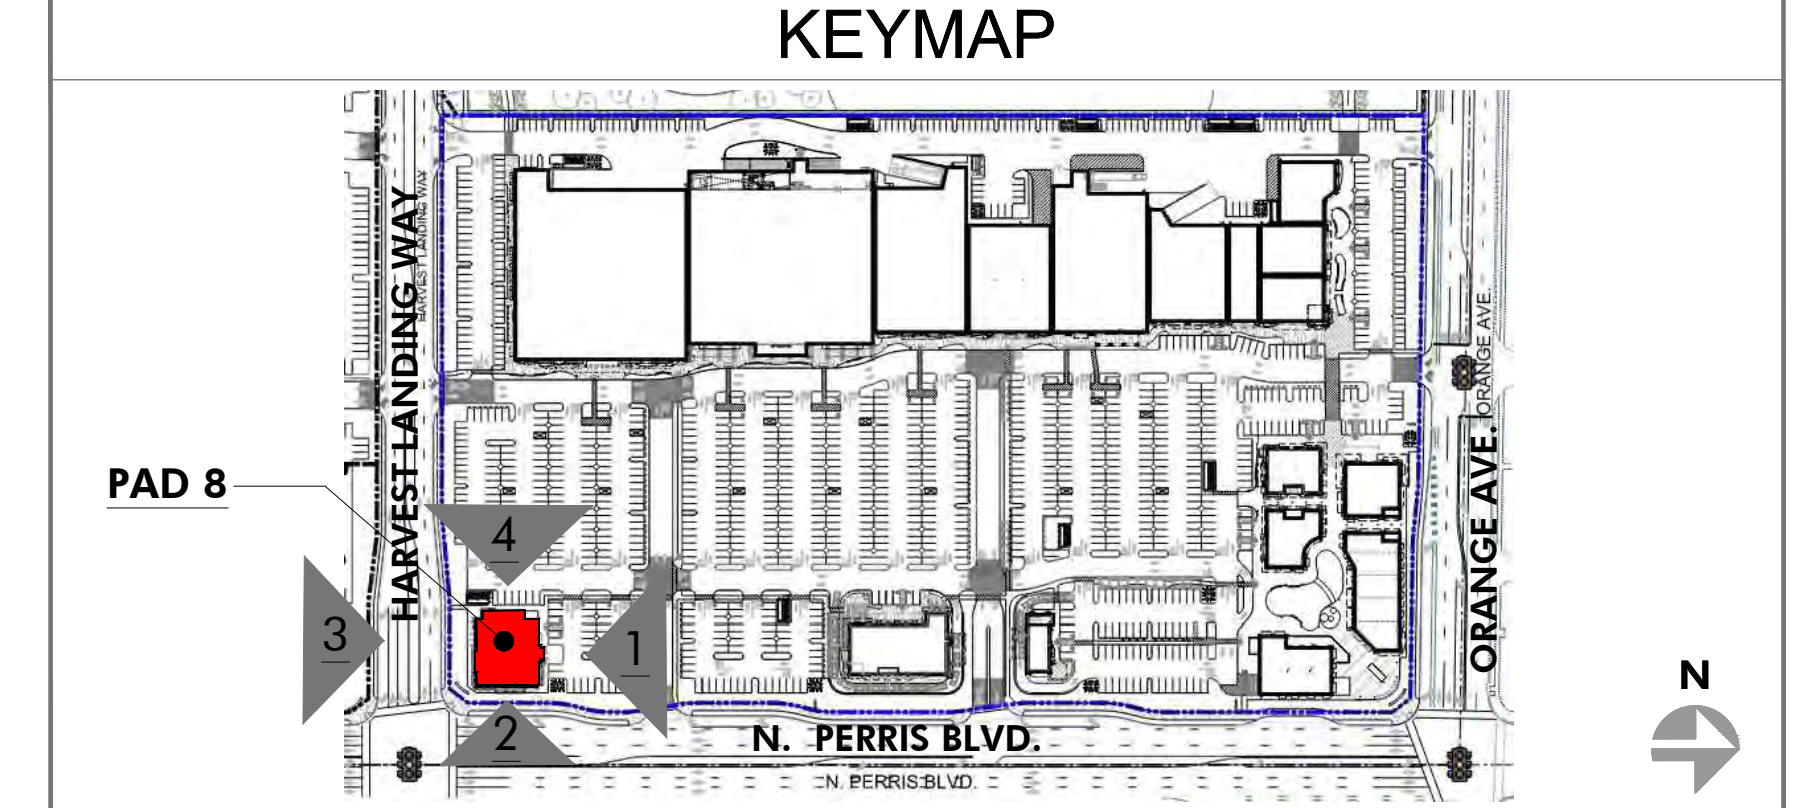 KEYMAP
HARVEST LANDING WAY
HARVEST LANDING WAY
ORANGE AVE.
ORANGE AVE.
PAD 8
4
3
1
2
N
N. PERRIS BLVD.
N. PERRIS BLVD.